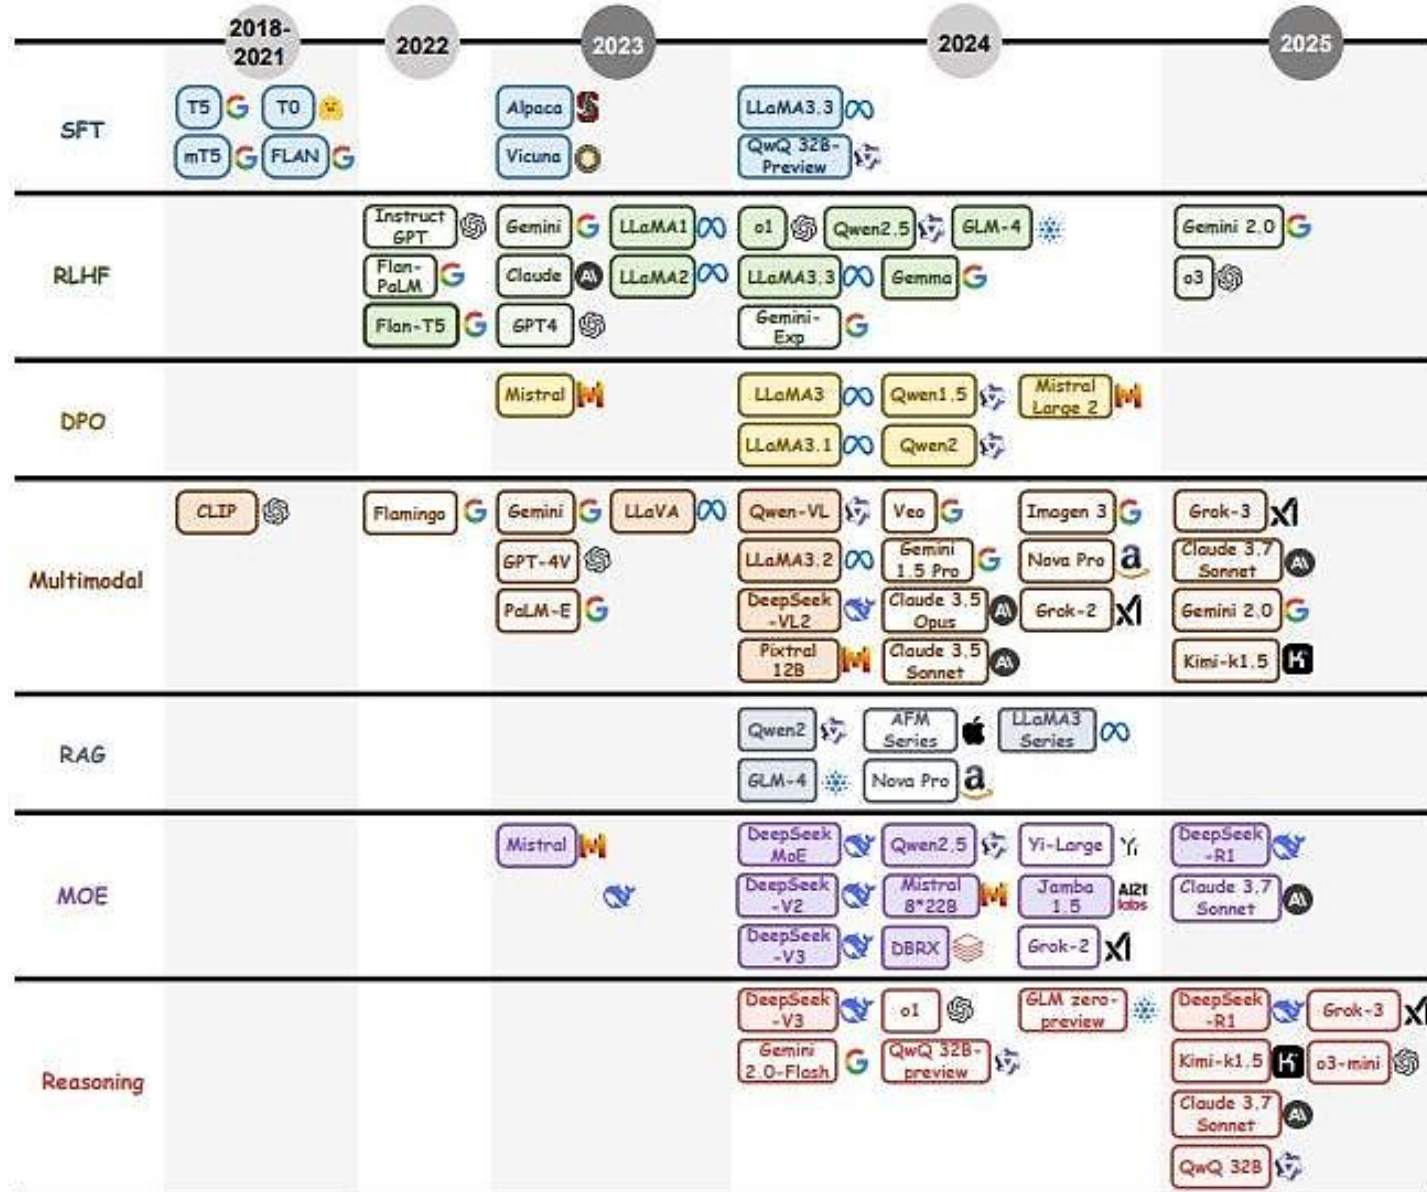 2018-
2021
2022
2023
2024
2025
SFT
T5
T0
mT5
FLAN
Alpaca
Vicuna
LLaMA3.3
QwQ 32B-
Preview
RLHF
Instruct
GPT
Flan-
PaLM
Flan-T5
Gemini
LLaMA1
Claude
LLaMA2
GPT4
o1
Qwen2.5
GLM-4
LLaMA3.3
Gemma
Gemini-
Exp
Gemini 2.0
o3
DPO
Mistral
LLaMA3
Qwen1.5
Mistral
Large 2
LLaMA3.1
Qwen2
Multimodal
CLIP
Flamingo
Gemini
LLaVA
GPT-4V
PaLM-E
Qwen-VL
Veo
Imagen 3
LLaMA3.2
Gemini
1.5 Pro
Nova Pro
DeepSeek
-VL2
Claude 3.5
Opus
Grok-2
Pixtral
12B
Claude 3.5
Sonnet
Grok-3
Claude 3.7
Sonnet
Gemini 2.0
Kimi-k1.5
RAG
Qwen2
AFM
Series
LLaMA3
Series
GLM-4
Nova Pro
MOE
Mistral
DeepSeek
MoE
Qwen2.5
Yi-Large
DeepSeek
-V2
Mistral
8*22B
Jamba
1.5
AI21
labs
DeepSeek
-V3
DBRX
Grok-2
DeepSeek
-R1
Claude 3.7
Sonnet
Reasoning
DeepSeek
-V3
o1
GLM zero-
preview
Gemini
2.0-Flash
QwQ 32B-
preview
DeepSeek
-R1
Grok-3
Kimi-k1.5
o3-mini
Claude 3.7
Sonnet
QwQ 32B